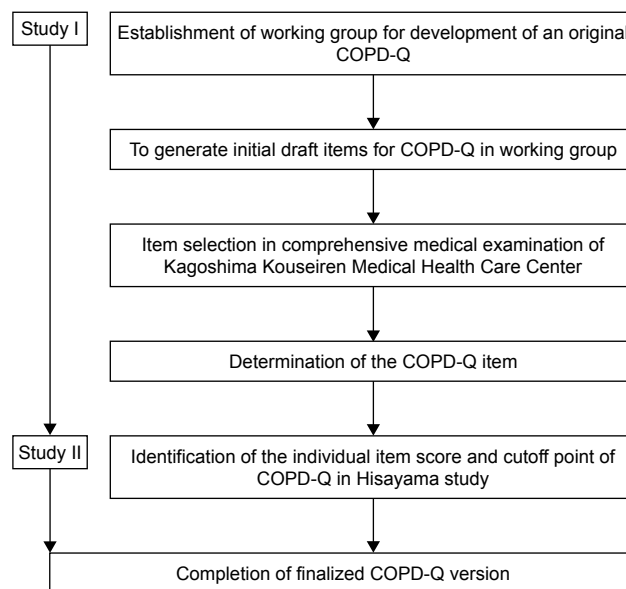 Study I
Establishment of working group for development of an original
COPD-Q
To generate initial draft items for COPD-Q in working group
Item selection in comprehensive medical examination of
Kagoshima Kouseiren Medical Health Care Center
Determination of the COPD-Q item
Study II
Identification of the individual item score and cutoff point of
COPD-Q in Hisayama study
Completion of finalized COPD-Q version